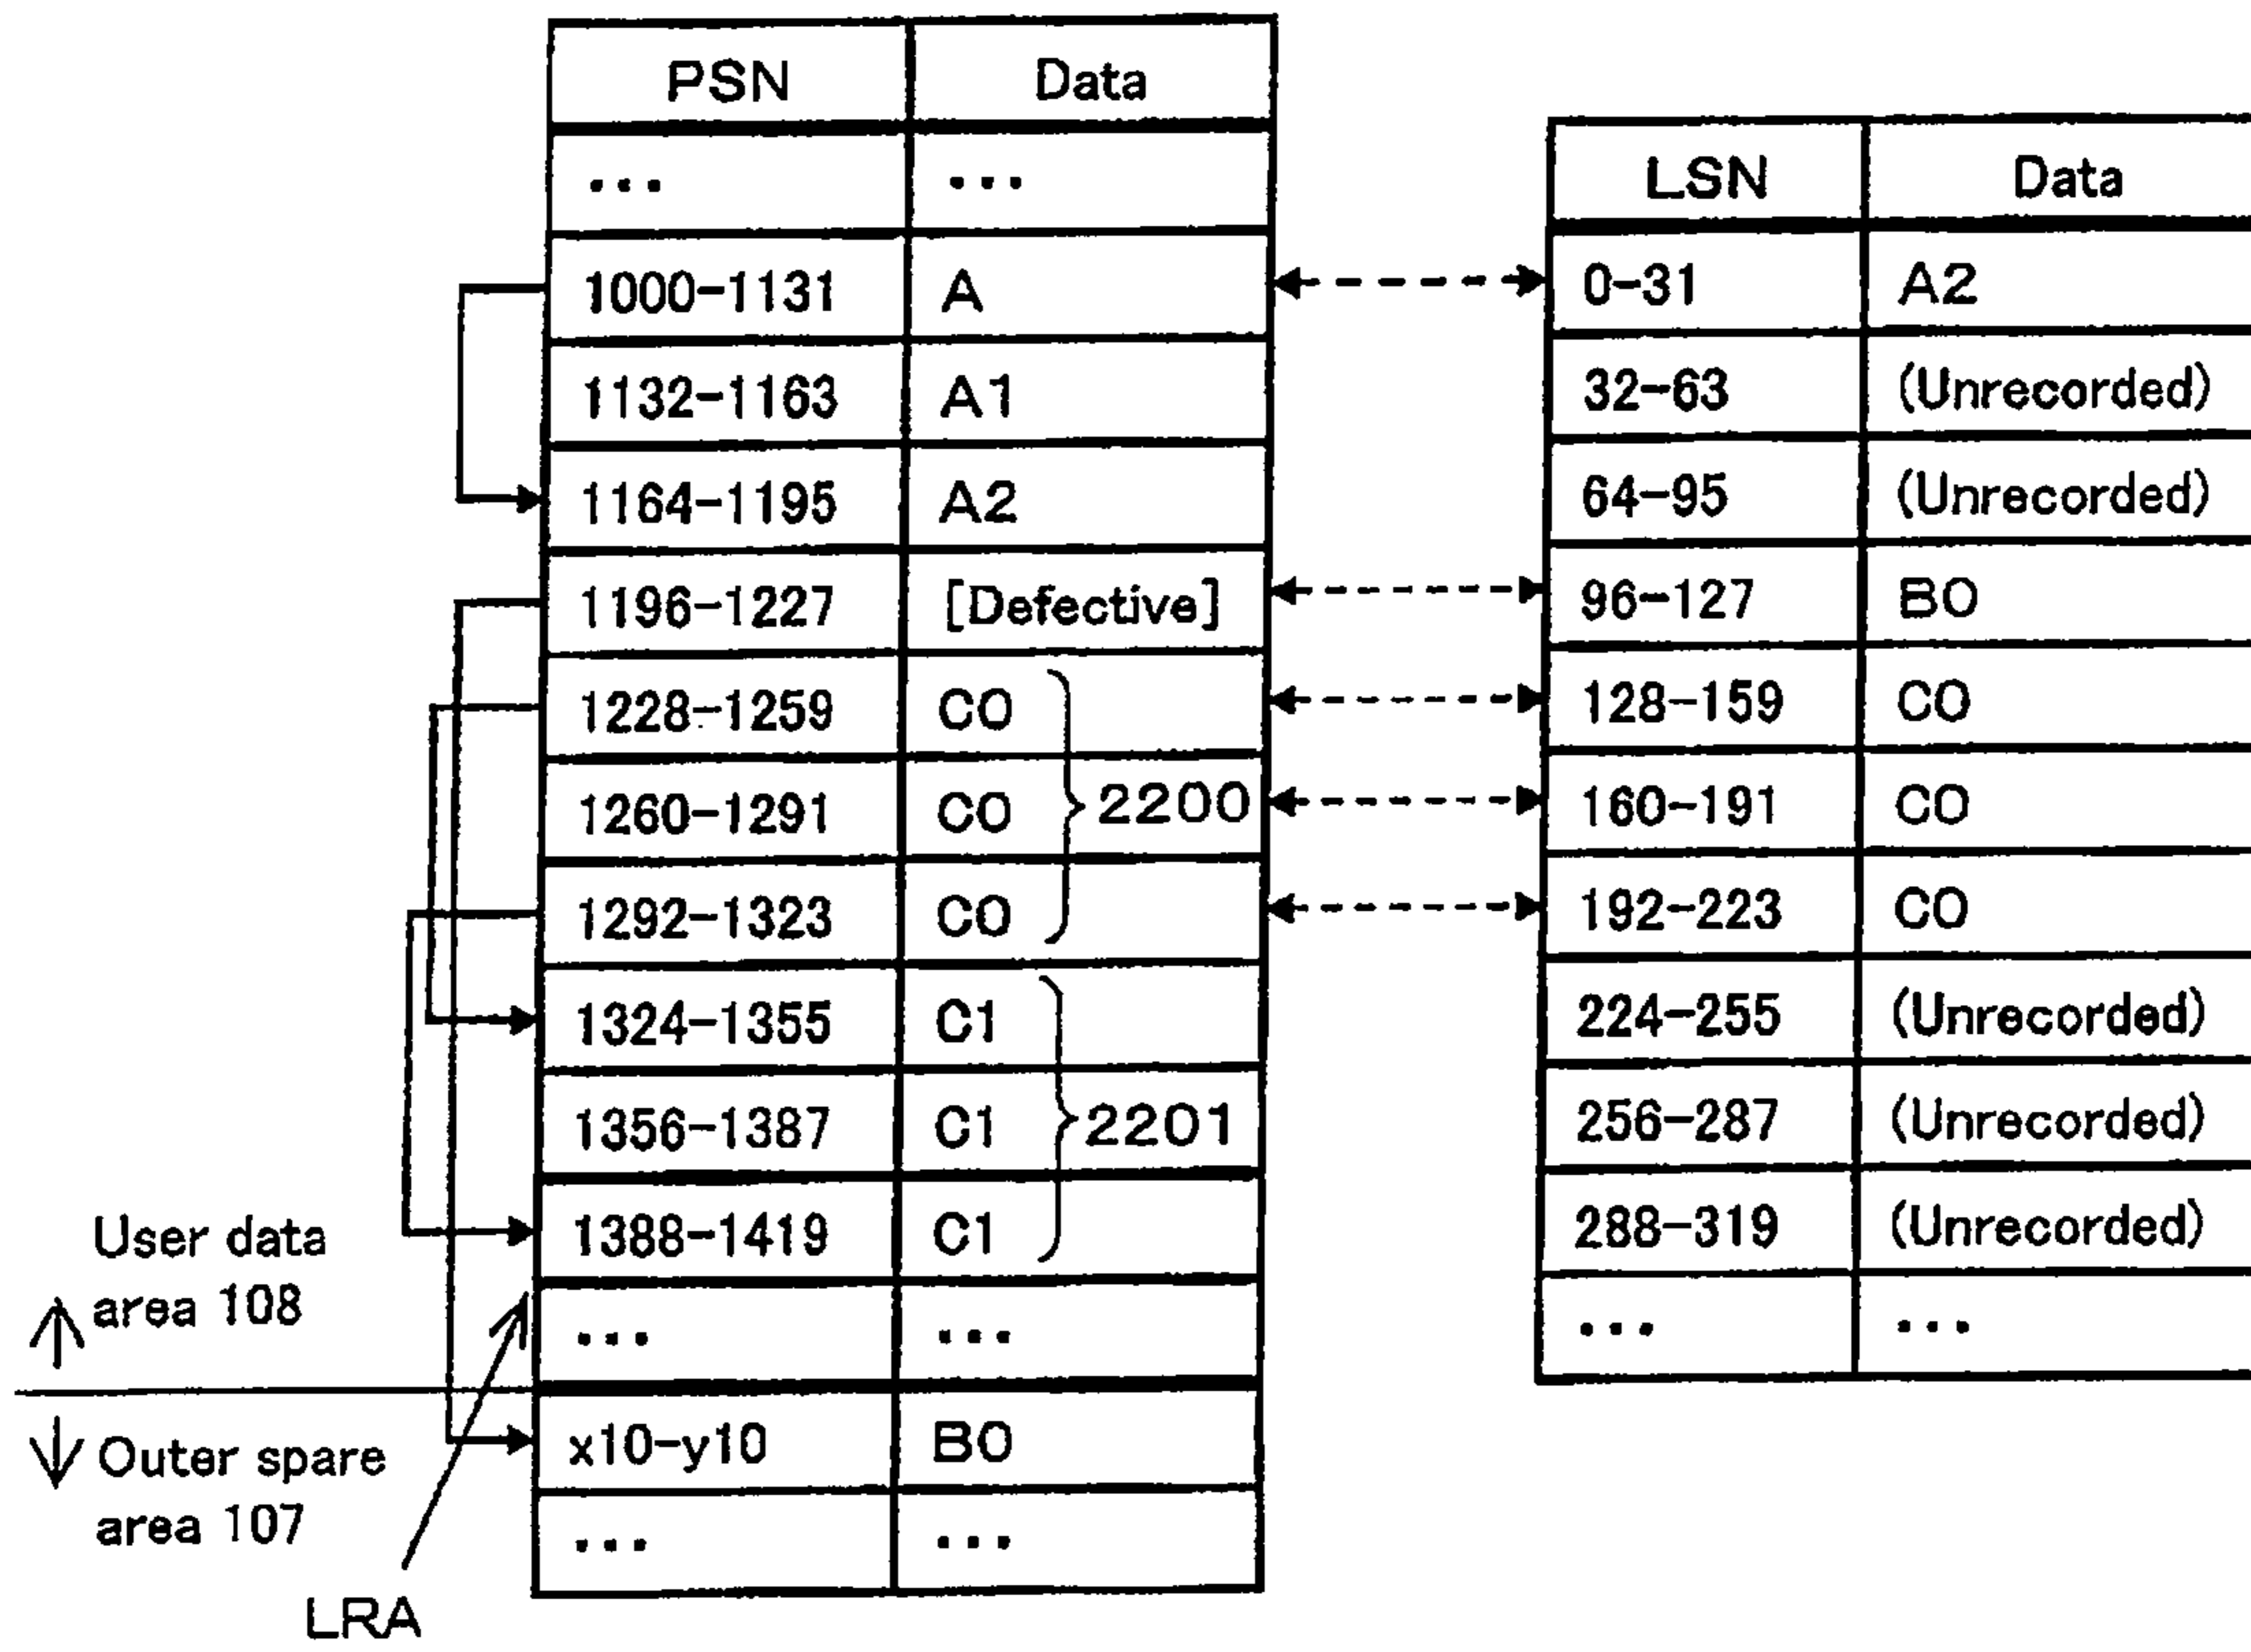 PSN Data
... ...
1000-1131 A
1132-1163 A1
1164-1195 A2
1196-1227 [Defective]
1228-1259 C0
1260-1291 C0
2200
1292-1323 C0
1324-1355 C1
1356-1387 C1
2201
1388-1419 C1
... ...
x10-y10 B0
... ...
LSN Data
0-31 A2
32-63 (Unrecorded)
64-95 (Unrecorded)
96-127 B0
128-159 C0
160-191 C0
192-223 C0
224-255 (Unrecorded)
256-287 (Unrecorded)
288-319 (Unrecorded)
... ...
User data
area 108
Outer spare
area 107
LRA